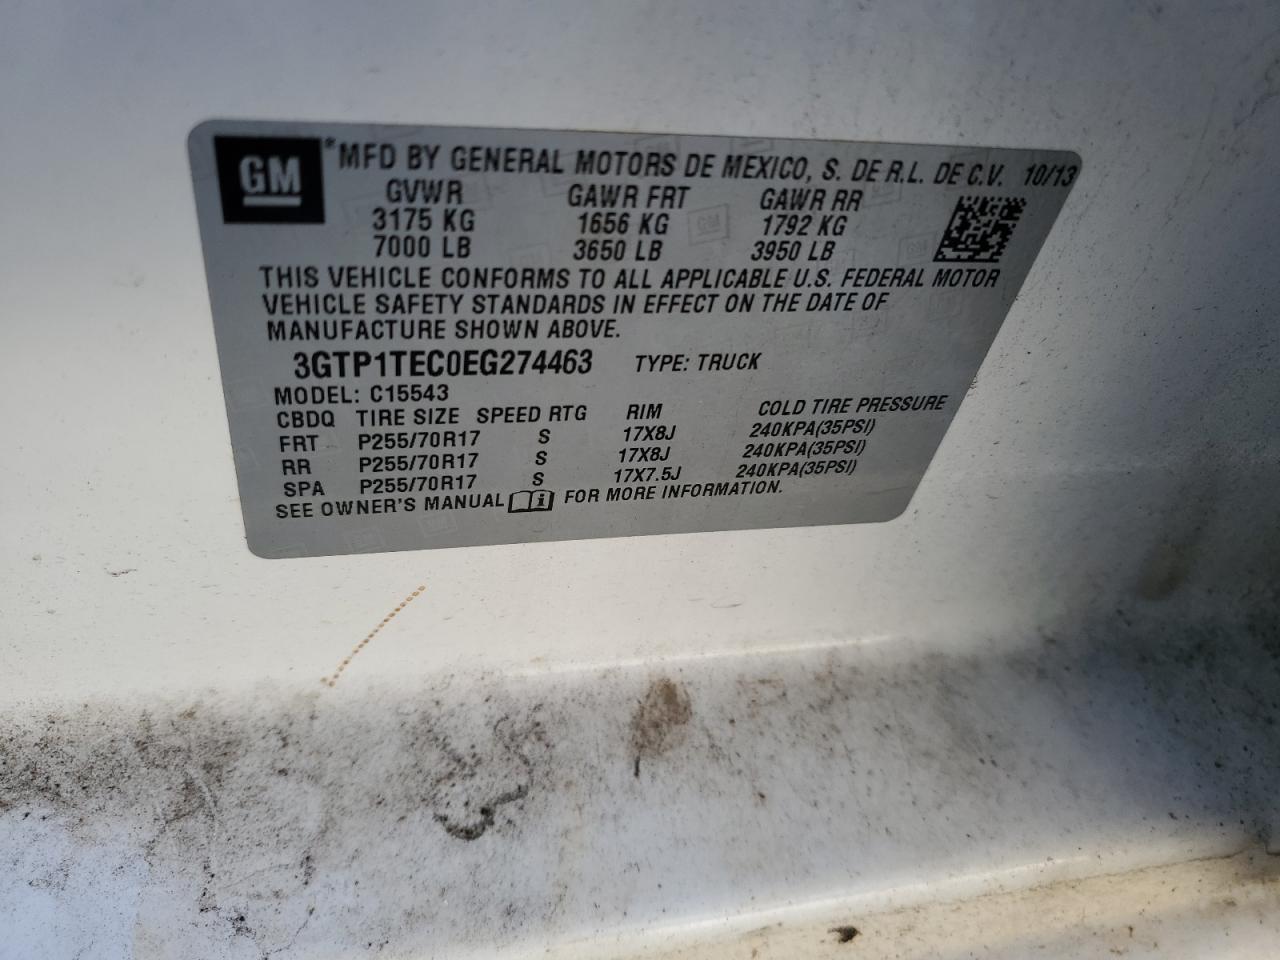 GM ® MFD BY GENERAL MOTORS DE MEXICO, S. DE R.L. DE C.V. 10/13
GVWR GAWR FRT GAWR RR
3175 KG 1656 KG 1792 KG
7000 LB 3650 LB 3950 LB
THIS VEHICLE CONFORMS TO ALL APPLICABLE U.S. FEDERAL MOTOR
VEHICLE SAFETY STANDARDS IN EFFECT ON THE DATE OF
MANUFACTURE SHOWN ABOVE.
3GTP1TEC0EG274463 TYPE: TRUCK
MODEL: C15543
CBDQ TIRE SIZE SPEED RTG RIM COLD TIRE PRESSURE
FRT P255/70R17 S 17X8J 240KPA(35PSI)
RR P255/70R17 S 17X8J 240KPA(35PSI)
SPA P255/70R17 S 17X7.5J 240KPA(35PSI)
SEE OWNER'S MANUAL FOR MORE INFORMATION.